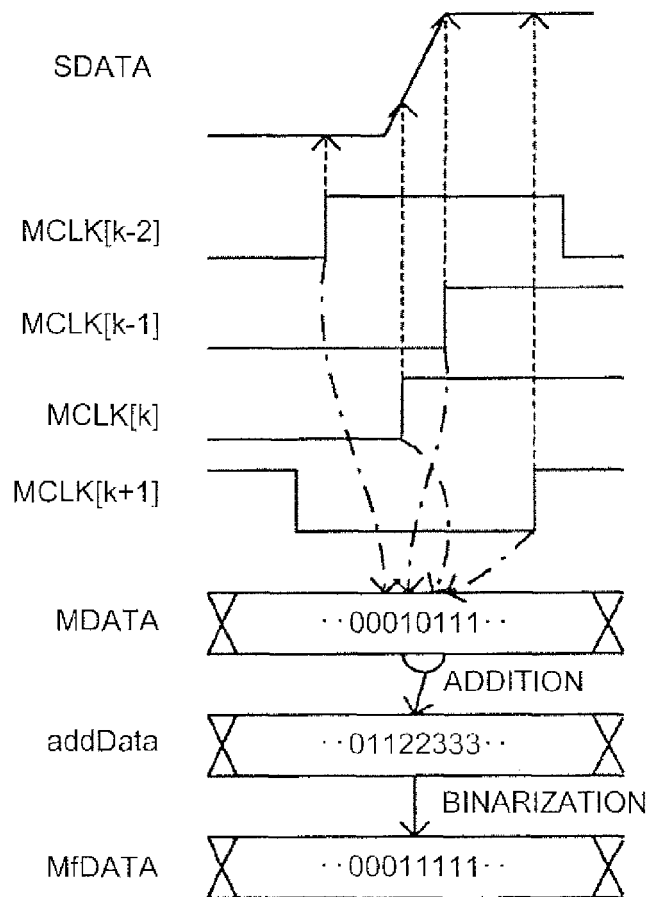 SDATA
MCLK[k-2]
MCLK[k-1]
MCLK[k]
MCLK[k+1]
MDATA ··00010111··
ADDITION
addData ··01122333··
BINARIZATION
MfDATA ··00011111··